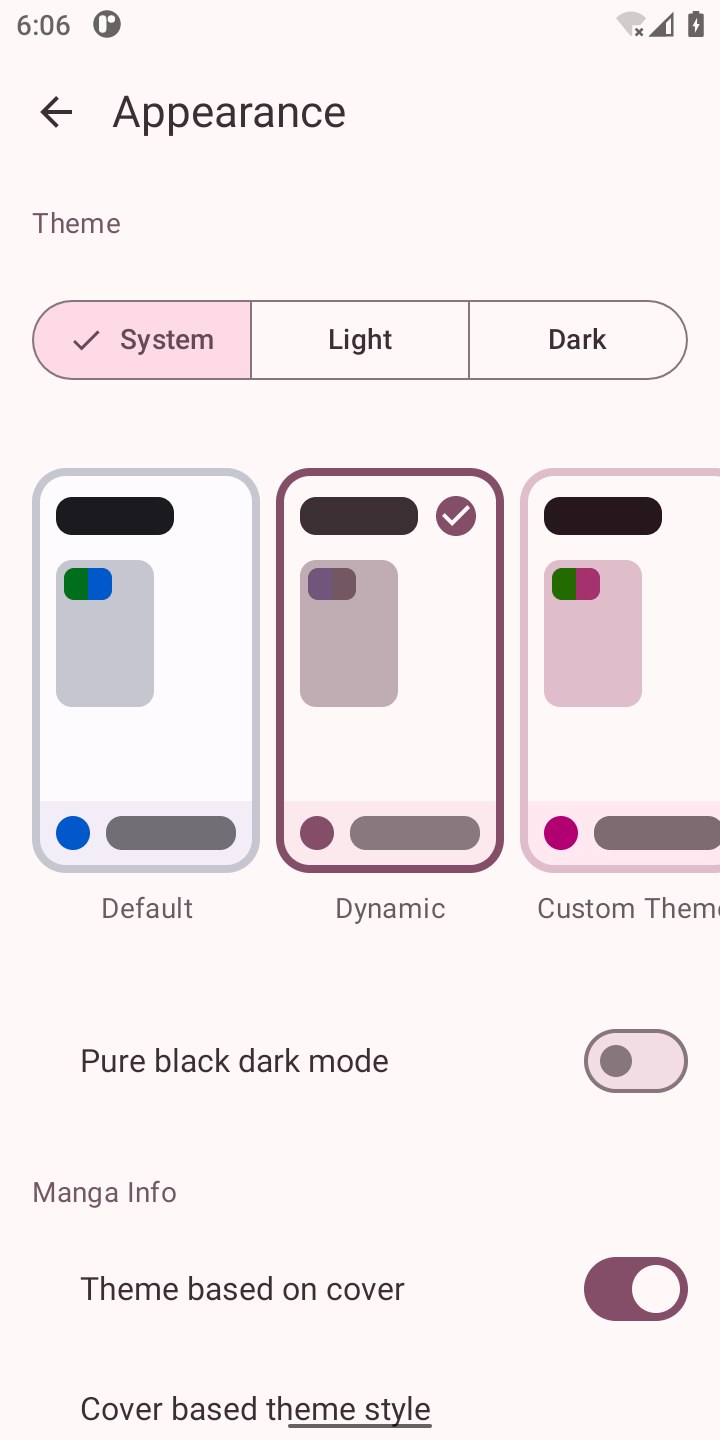 6:06
Appearance
Theme
System
Light
Dark
Default
Dynamic
Custom Theme
Pure black dark mode
Manga Info
Theme based on cover
Cover based theme style